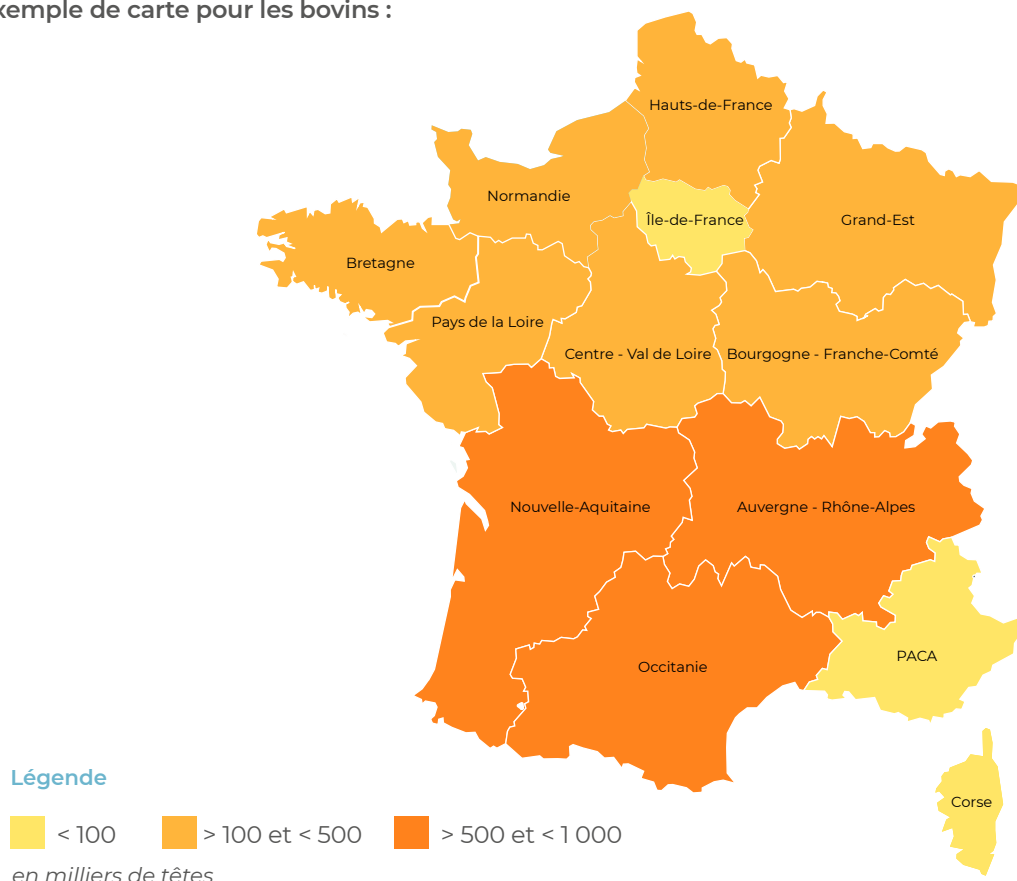 xemple de carte pour les bovins :
Hauts-de-France
Normandie
Île-de-France
Grand-Est
Bretagne
Pays de la Loire
Centre - Val de Loire
Bourgogne - Franche-Comté
Nouvelle-Aquitaine
Auvergne - Rhône-Alpes
PACA
Occitanie
Corse
Légende
< 100
> 100 et < 500
> 500 et < 1 000
en milliers de têtes